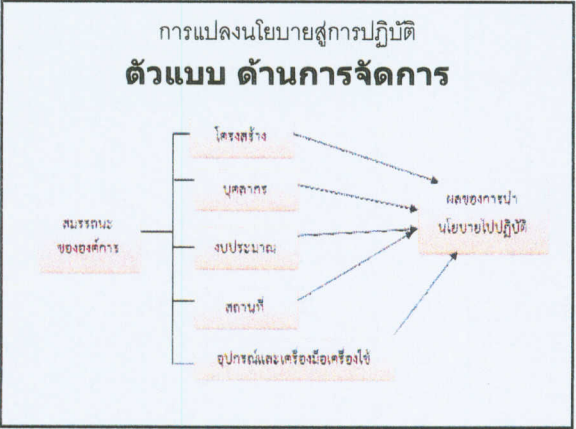 การแปลงนโยบายสู่การปฏิบัติ
ตัวแบบ ด้านการจัดการ
โครงสร้าง
บุคลากร
ผลของการนำ
นโยบายไปปฏิบัติ
สมรรถนะ
ขององค์การ
งบประมาณ
สถานที่
อุปกรณ์และเครื่องมือเครื่องใช้